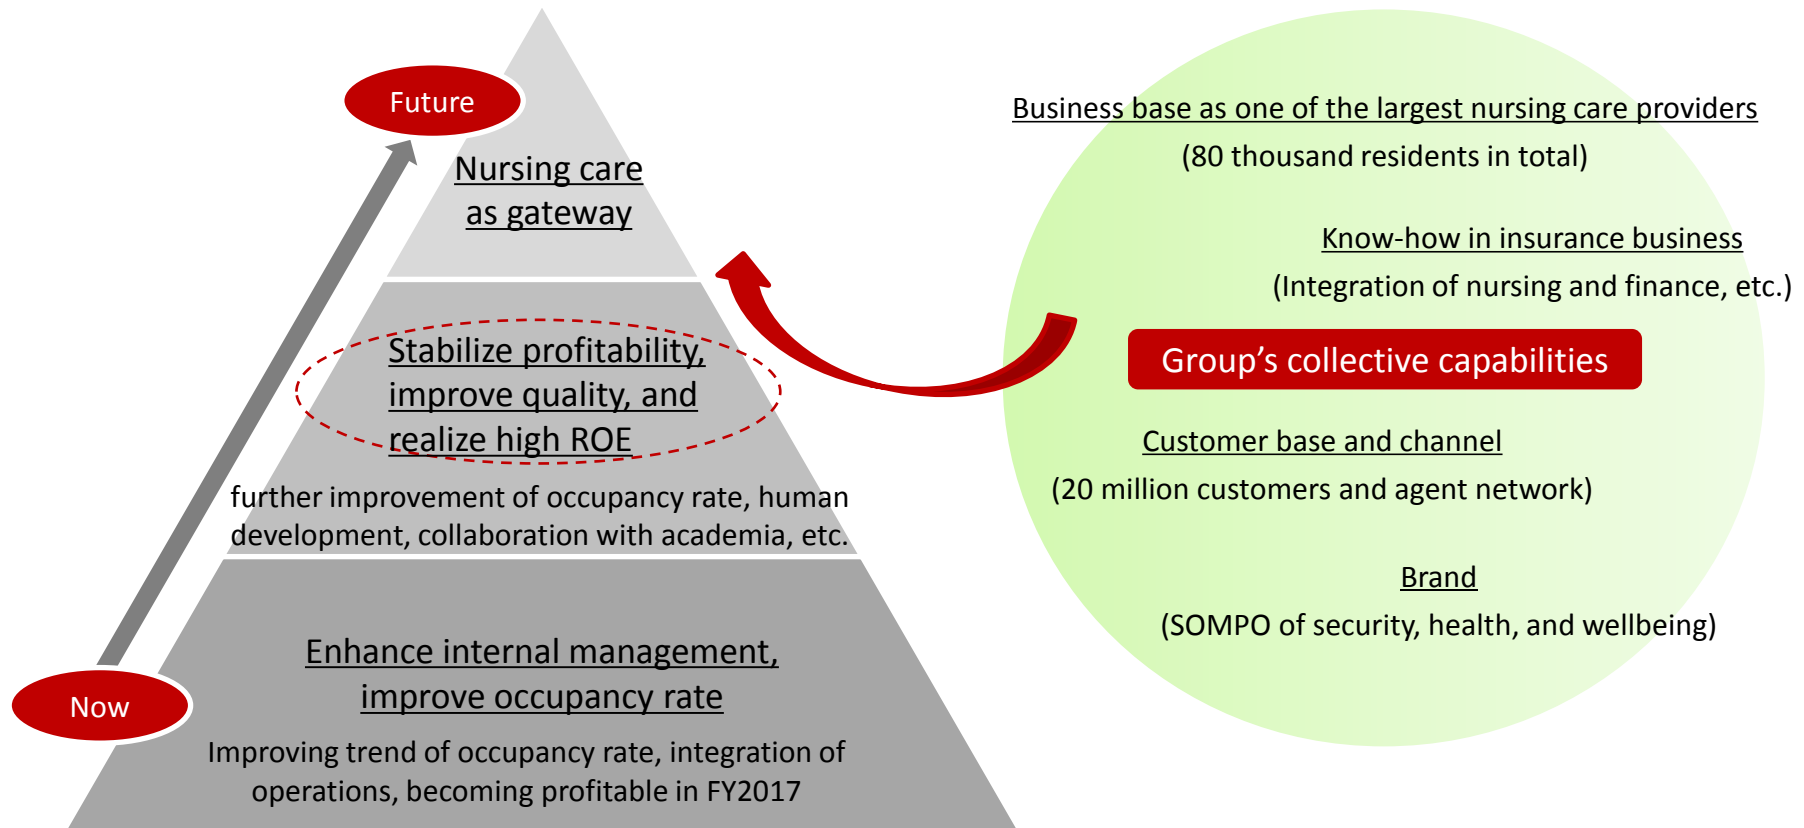 Future
Nursing care
as gateway
Stabilize profitability,
improve quality, and
realize high ROE
further improvement of occupancy rate, human
development, collaboration with academia, etc.
Now
Enhance internal management,
improve occupancy rate
Improving trend of occupancy rate, integration of
operations, becoming profitable in FY2017
Business base as one of the largest nursing care providers
(80 thousand residents in total)
Know-how in insurance business
(Integration of nursing and finance, etc.)
Group’s collective capabilities
Customer base and channel
(20 million customers and agent network)
Brand
(SOMPO of security, health, and wellbeing)